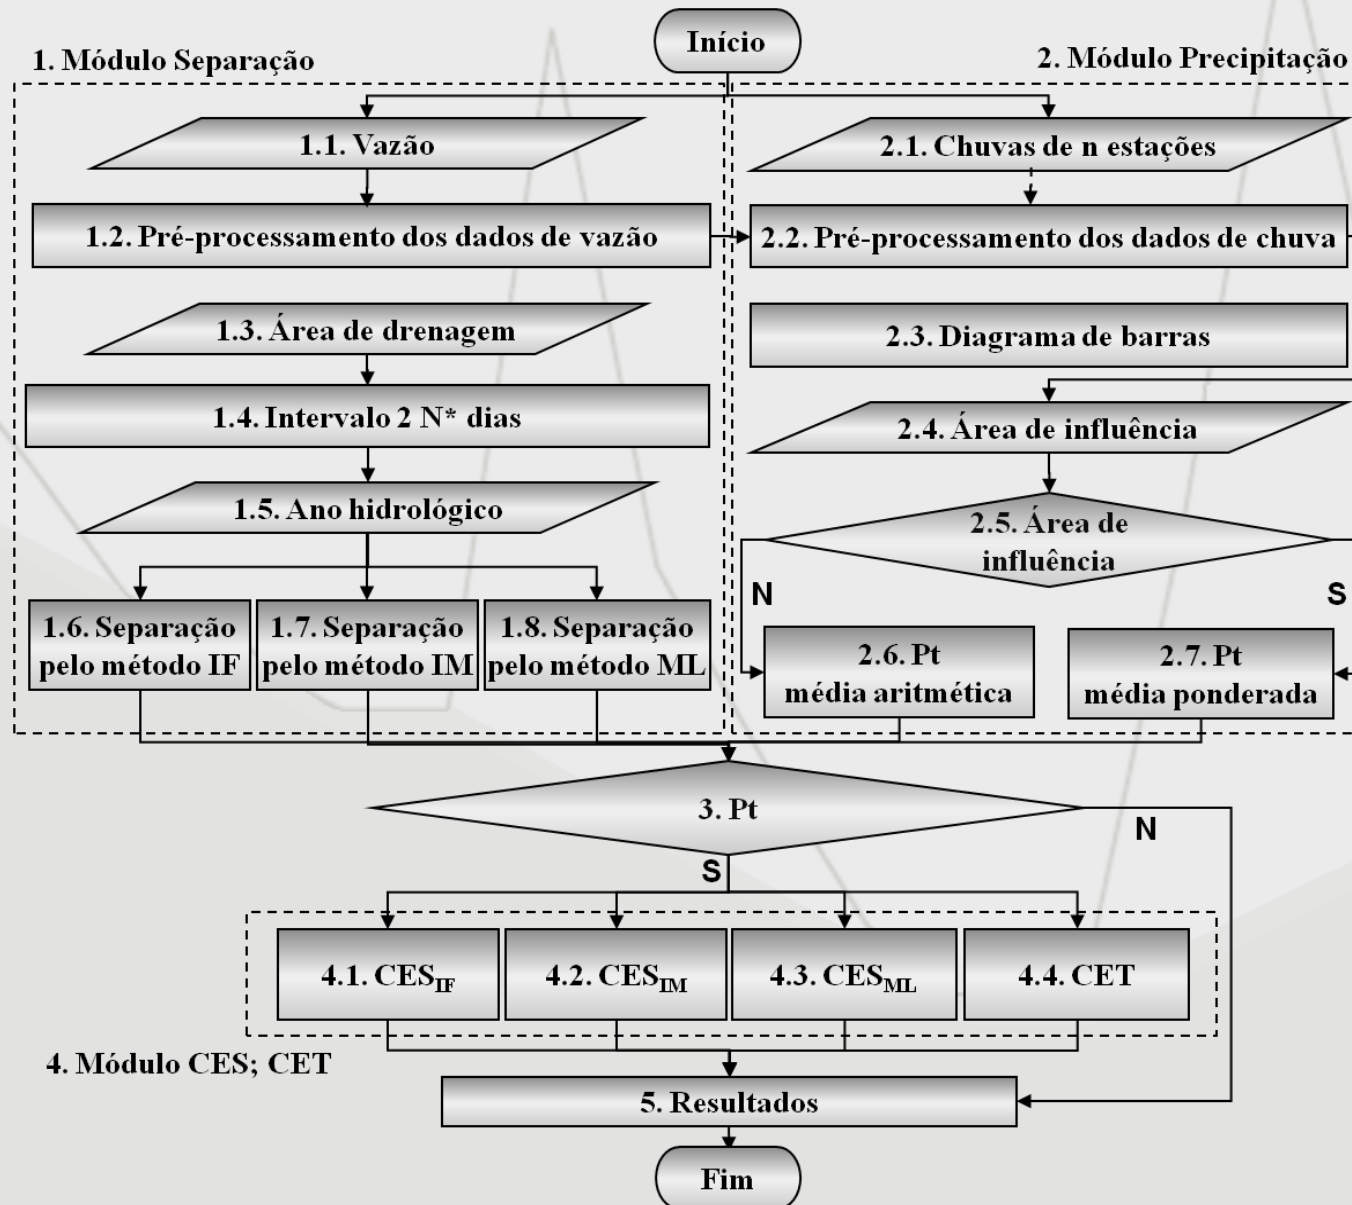 Início
1. Módulo Separação
2. Módulo Precipitação
1.1. Vazão
2.1. Chuvas de n estações
1.2. Pré-processamento dos dados de vazão
2.2. Pré-processamento dos dados de chuva
1.3. Área de drenagem
2.3. Diagrama de barras
1.4. Intervalo 2 N* dias
2.4. Área de influência
1.5. Ano hidrológico
2.5. Área de
influência
N
S
1.6. Separação
pelo método IF
1.7. Separação
pelo método IM
1.8. Separação
pelo método ML
2.6. Pt
média aritmética
2.7. Pt
média ponderada
3. Pt
N
S
4.1. CES_IF
4.2. CES_IM
4.3. CES_ML
4.4. CET
4. Módulo CES; CET
5. Resultados
Fim